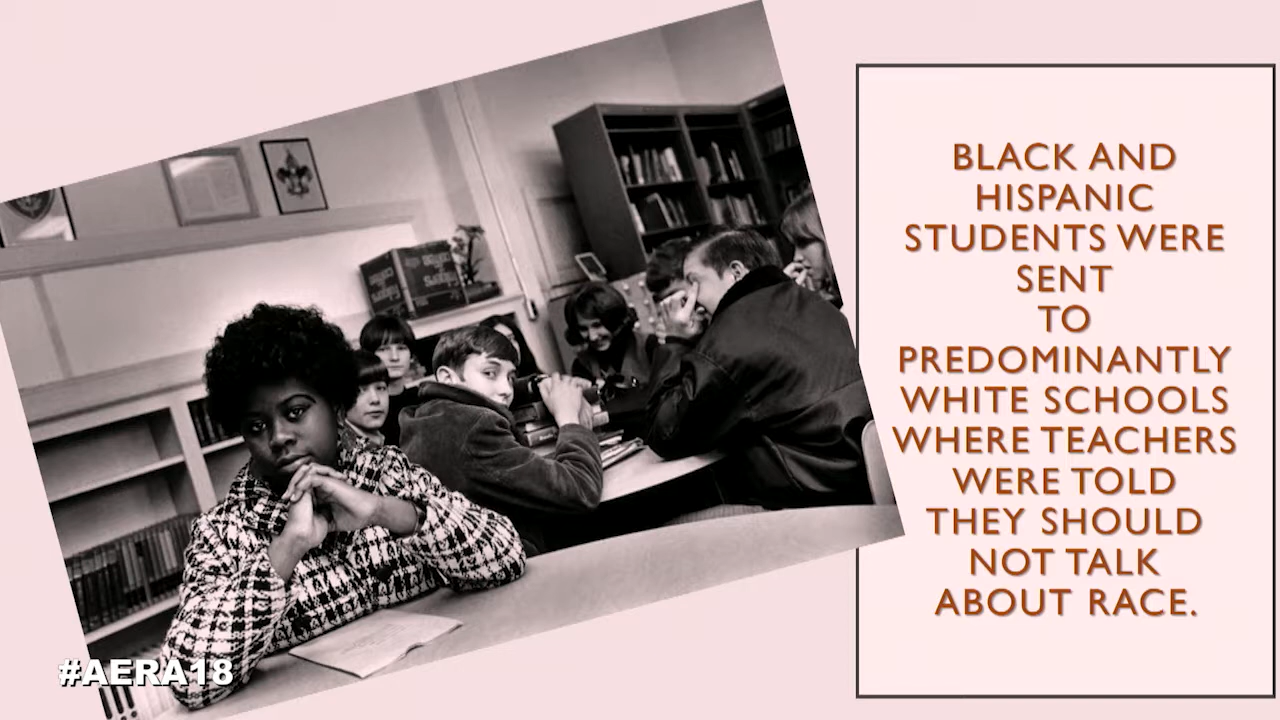 BLACK AND
HISPANIC
STUDENTS WERE
SENT
TO
PREDOMINANTLY
WHITE SCHOOLS
WHERE TEACHERS
WERE TOLD
THEY SHOULD
NOT TALK
ABOUT RACE.
#AERA18